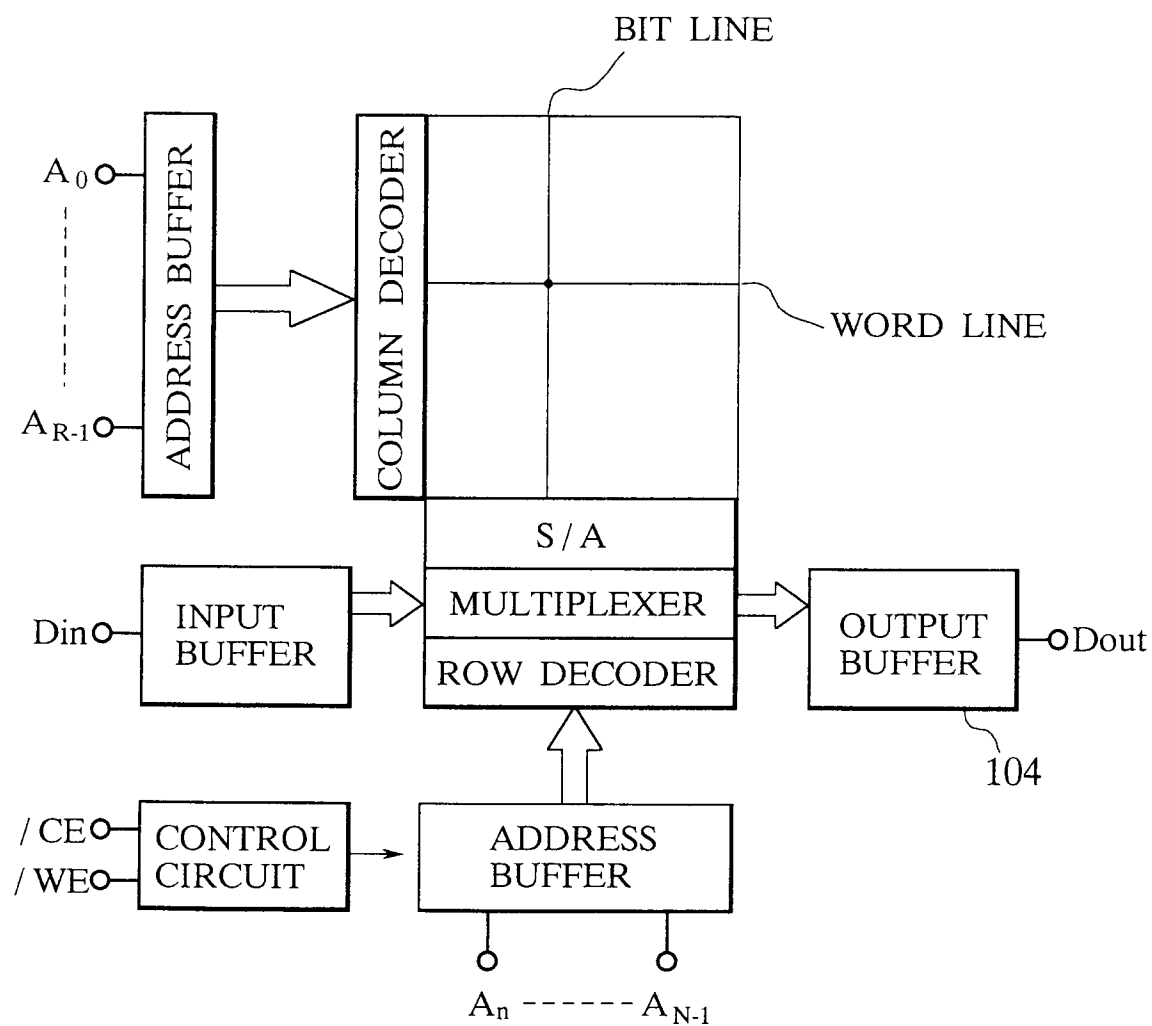 BIT LINE
A0
AR-1
ADDRESS BUFFER
COLUMN DECODER
WORD LINE
S/A
MULTIPLEXER
ROW DECODER
Din
INPUT
BUFFER
OUTPUT
BUFFER
Dout
104
/CE
/WE
CONTROL
CIRCUIT
ADDRESS
BUFFER
An ------ AN-1